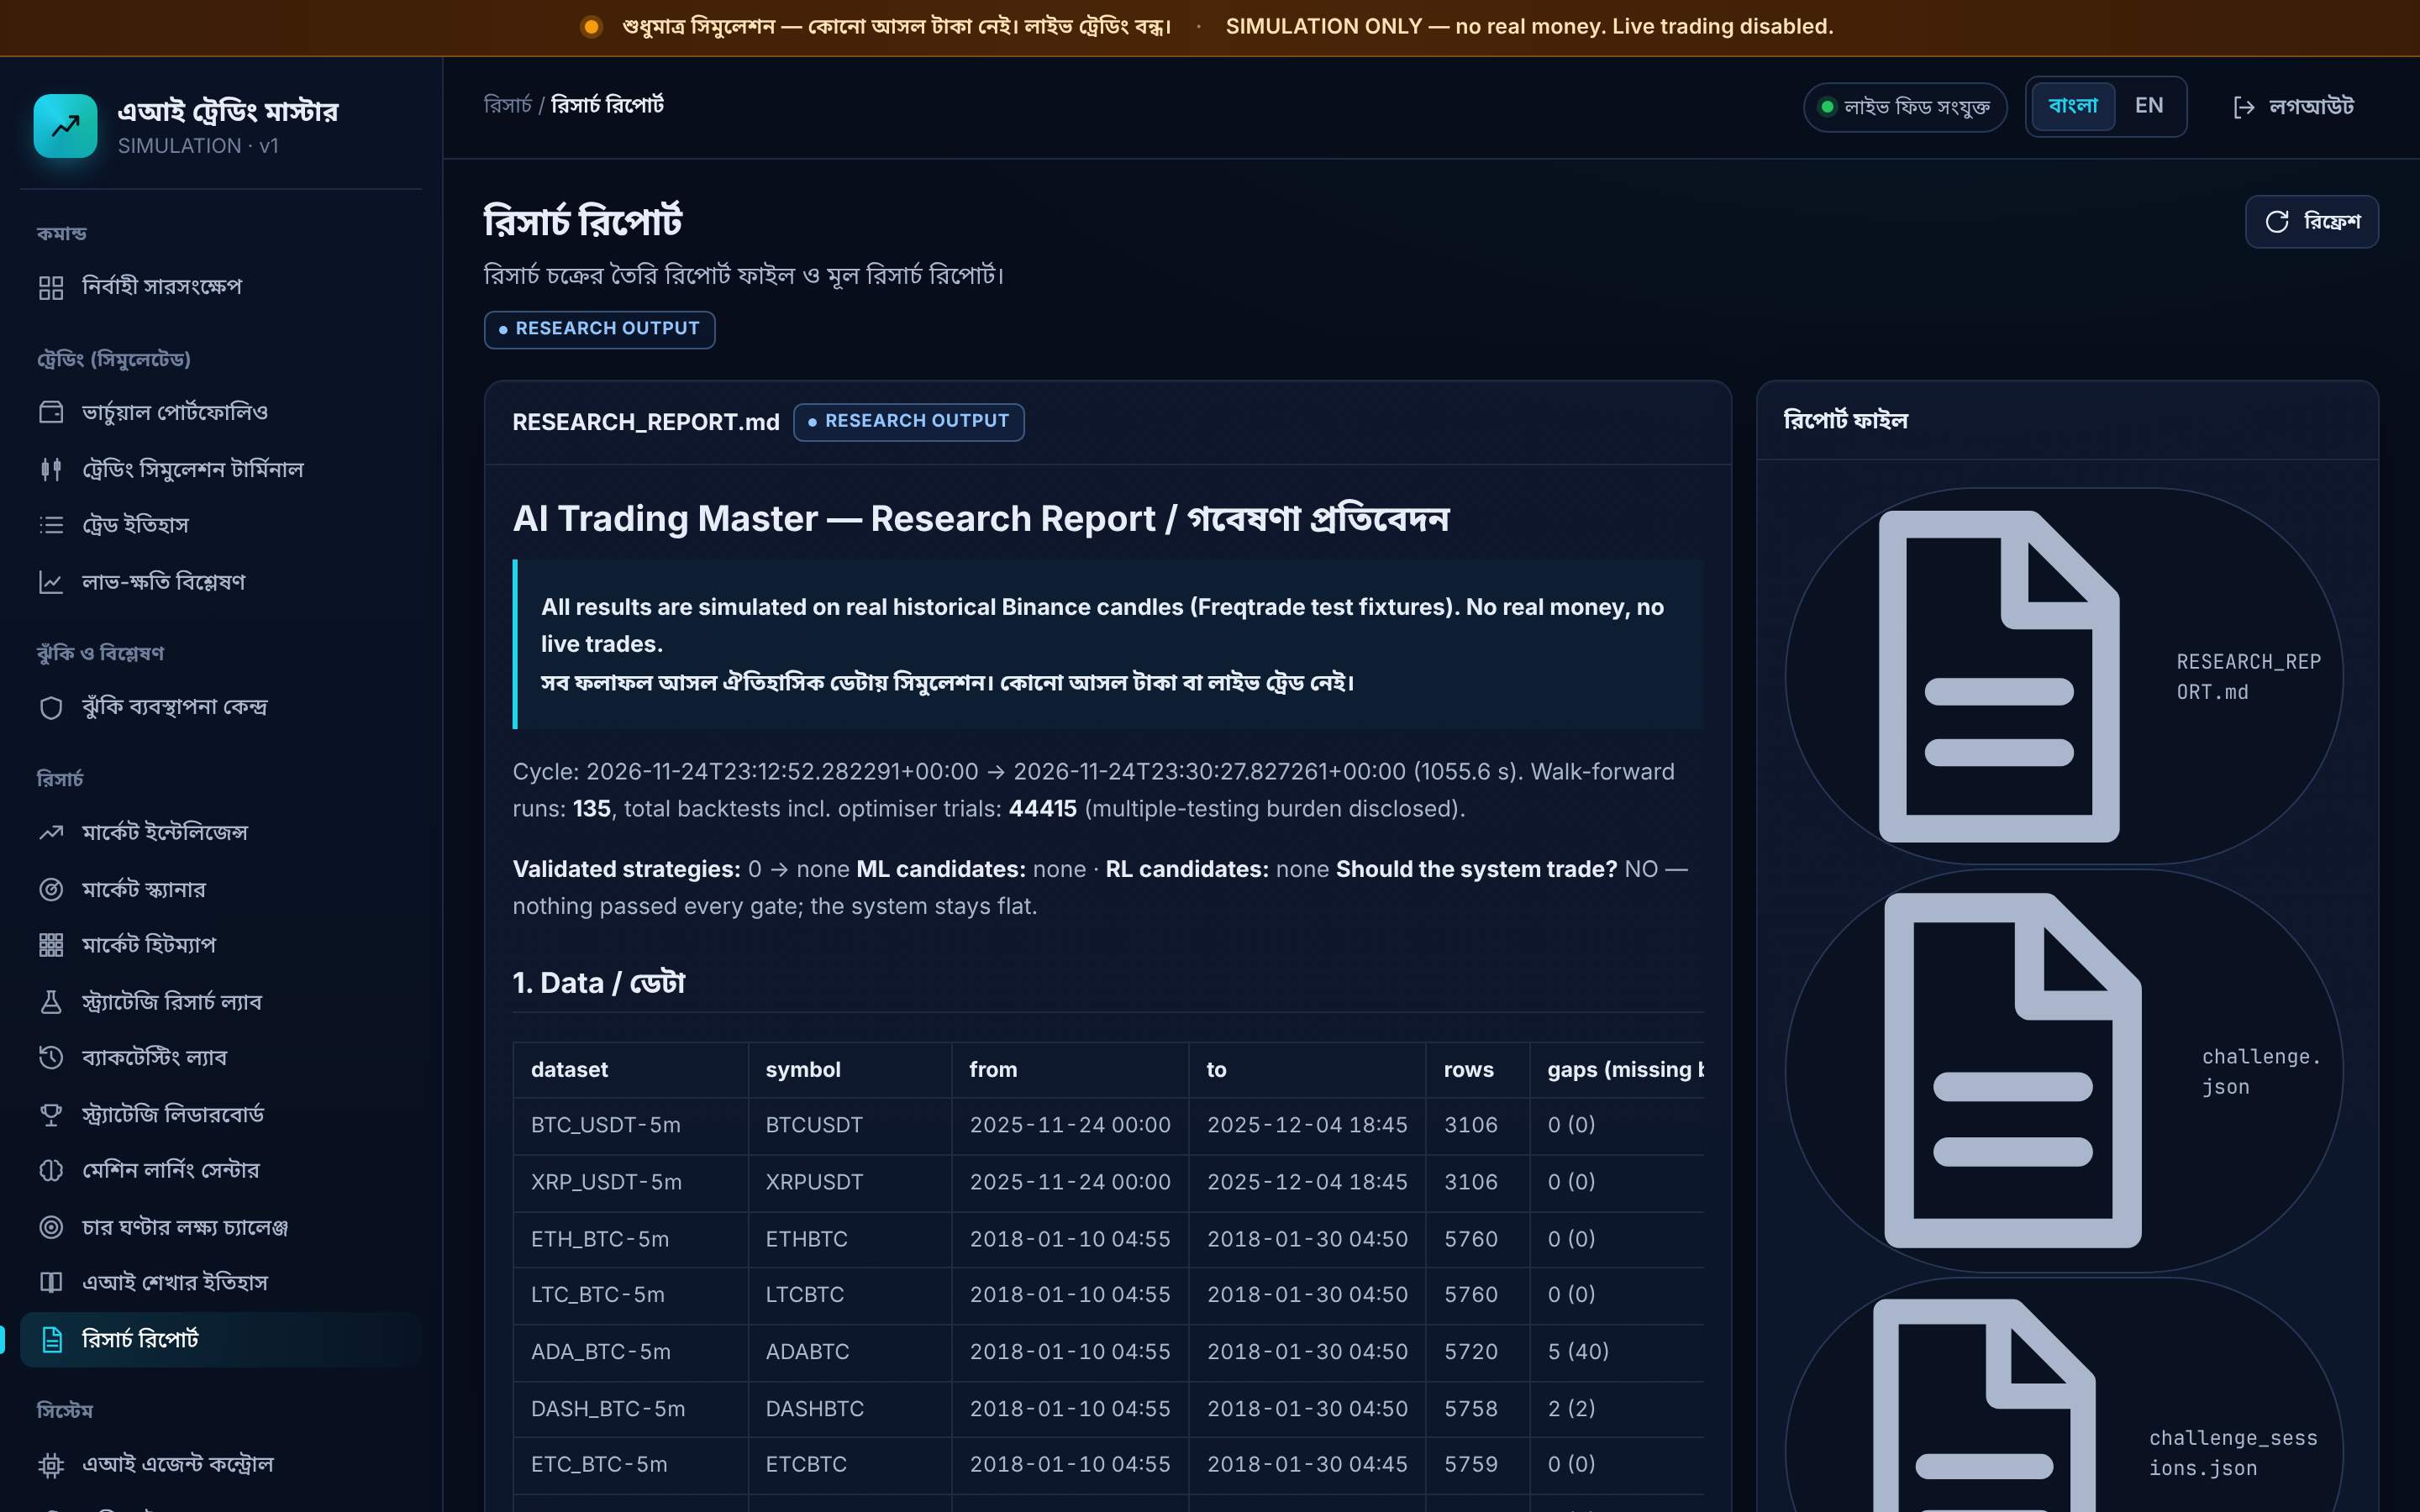 শুধুমাত্র সিমুলেশন — কোনো আসল টাকা নেই। লাইভ ট্রেডিং বন্ধ। · SIMULATION ONLY — no real money. Live trading disabled.
এআই ট্রেডিং মাস্টার
SIMULATION · v1
কমান্ড
নির্বাহী সারসংক্ষেপ
ট্রেডিং (সিমুলেটেড)
ভার্চুয়াল পোর্টফোলিও
ট্রেডিং সিমুলেশন টার্মিনাল
ট্রেড ইতিহাস
লাভ-ক্ষতি বিশ্লেষণ
ঝুঁকি ও বিশ্লেষণ
ঝুঁকি ব্যবস্থাপনা কেন্দ্র
রিসার্চ
মার্কেট ইন্টেলিজেন্স
মার্কেট স্ক্যানার
মার্কেট হিটম্যাপ
স্ট্র্যাটেজি রিসার্চ ল্যাব
ব্যাকটেস্টিং ল্যাব
স্ট্র্যাটেজি লিডারবোর্ড
মেশিন লার্নিং সেন্টার
চার ঘণ্টার লক্ষ্য চ্যালেঞ্জ
এআই শেখার ইতিহাস
রিসার্চ রিপোর্ট
সিস্টেম
এআই এজেন্ট কন্ট্রোল
রিসার্চ / রিসার্চ রিপোর্ট
লাইভ ফিড সংযুক্ত
বাংলা EN
লগআউট
রিসার্চ রিপোর্ট
রিফ্রেশ
রিসার্চ চক্রের তৈরি রিপোর্ট ফাইল ও মূল রিসার্চ রিপোর্ট।
RESEARCH OUTPUT
RESEARCH_REPORT.md RESEARCH OUTPUT
AI Trading Master — Research Report / গবেষণা প্রতিবেদন
All results are simulated on real historical Binance candles (Freqtrade test fixtures). No real money, no
live trades.
সব ফলাফল আসল ঐতিহাসিক ডেটায় সিমুলেশন। কোনো আসল টাকা বা লাইভ ট্রেড নেই।
Cycle: 2026-11-24T23:12:52.282291+00:00 → 2026-11-24T23:30:27.827261+00:00 (1055.6 s). Walk-forward
runs: 135, total backtests incl. optimiser trials: 44415 (multiple-testing burden disclosed).
Validated strategies: 0 → none ML candidates: none · RL candidates: none Should the system trade? NO —
nothing passed every gate; the system stays flat.
1. Data / ডেটা
dataset symbol from to rows gaps (missing b
BTC_USDT-5m BTCUSDT 2025-11-24 00:00 2025-12-04 18:45 3106 0 (0)
XRP_USDT-5m XRPUSDT 2025-11-24 00:00 2025-12-04 18:45 3106 0 (0)
ETH_BTC-5m ETHBTC 2018-01-10 04:55 2018-01-30 04:50 5760 0 (0)
LTC_BTC-5m LTCBTC 2018-01-10 04:55 2018-01-30 04:50 5760 0 (0)
ADA_BTC-5m ADABTC 2018-01-10 04:55 2018-01-30 04:50 5720 5 (40)
DASH_BTC-5m DASHBTC 2018-01-10 04:55 2018-01-30 04:50 5758 2 (2)
ETC_BTC-5m ETCBTC 2018-01-10 04:55 2018-01-30 04:45 5759 0 (0)
রিপোর্ট ফাইল
RESEARCH_REP
ORT.md
challenge.
json
challenge_sess
ions.json